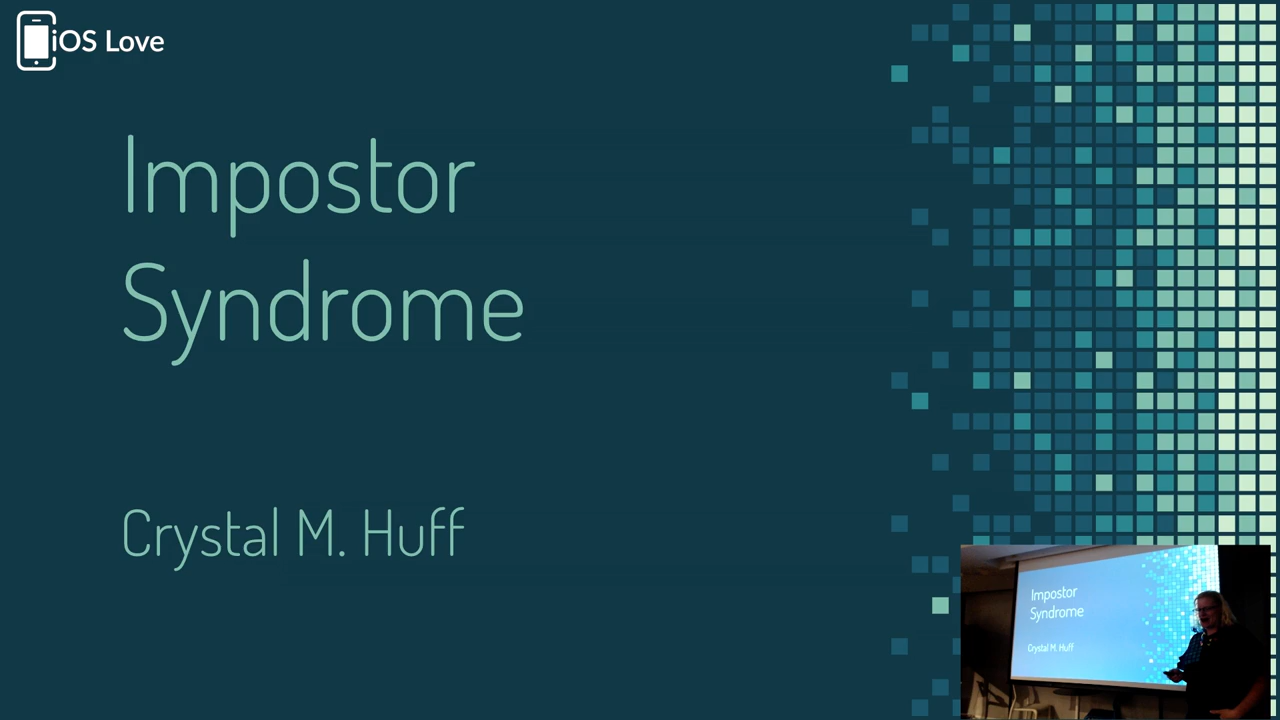 iOS Love
Impostor
Syndrome
Crystal M. Huff
Impostor
Syndrome
Crystal M. Huff